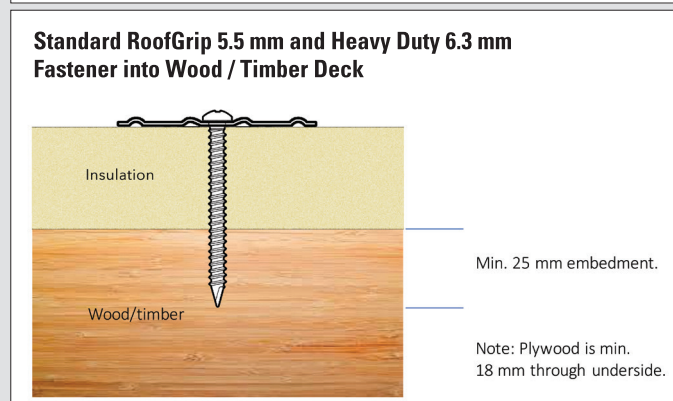 Standard RoofGrip 5.5 mm and Heavy Duty 6.3 mm
Fastener into Wood / Timber Deck
Insulation
Min. 25 mm embedment.
Wood/timber
Note: Plywood is min.
18 mm through underside.